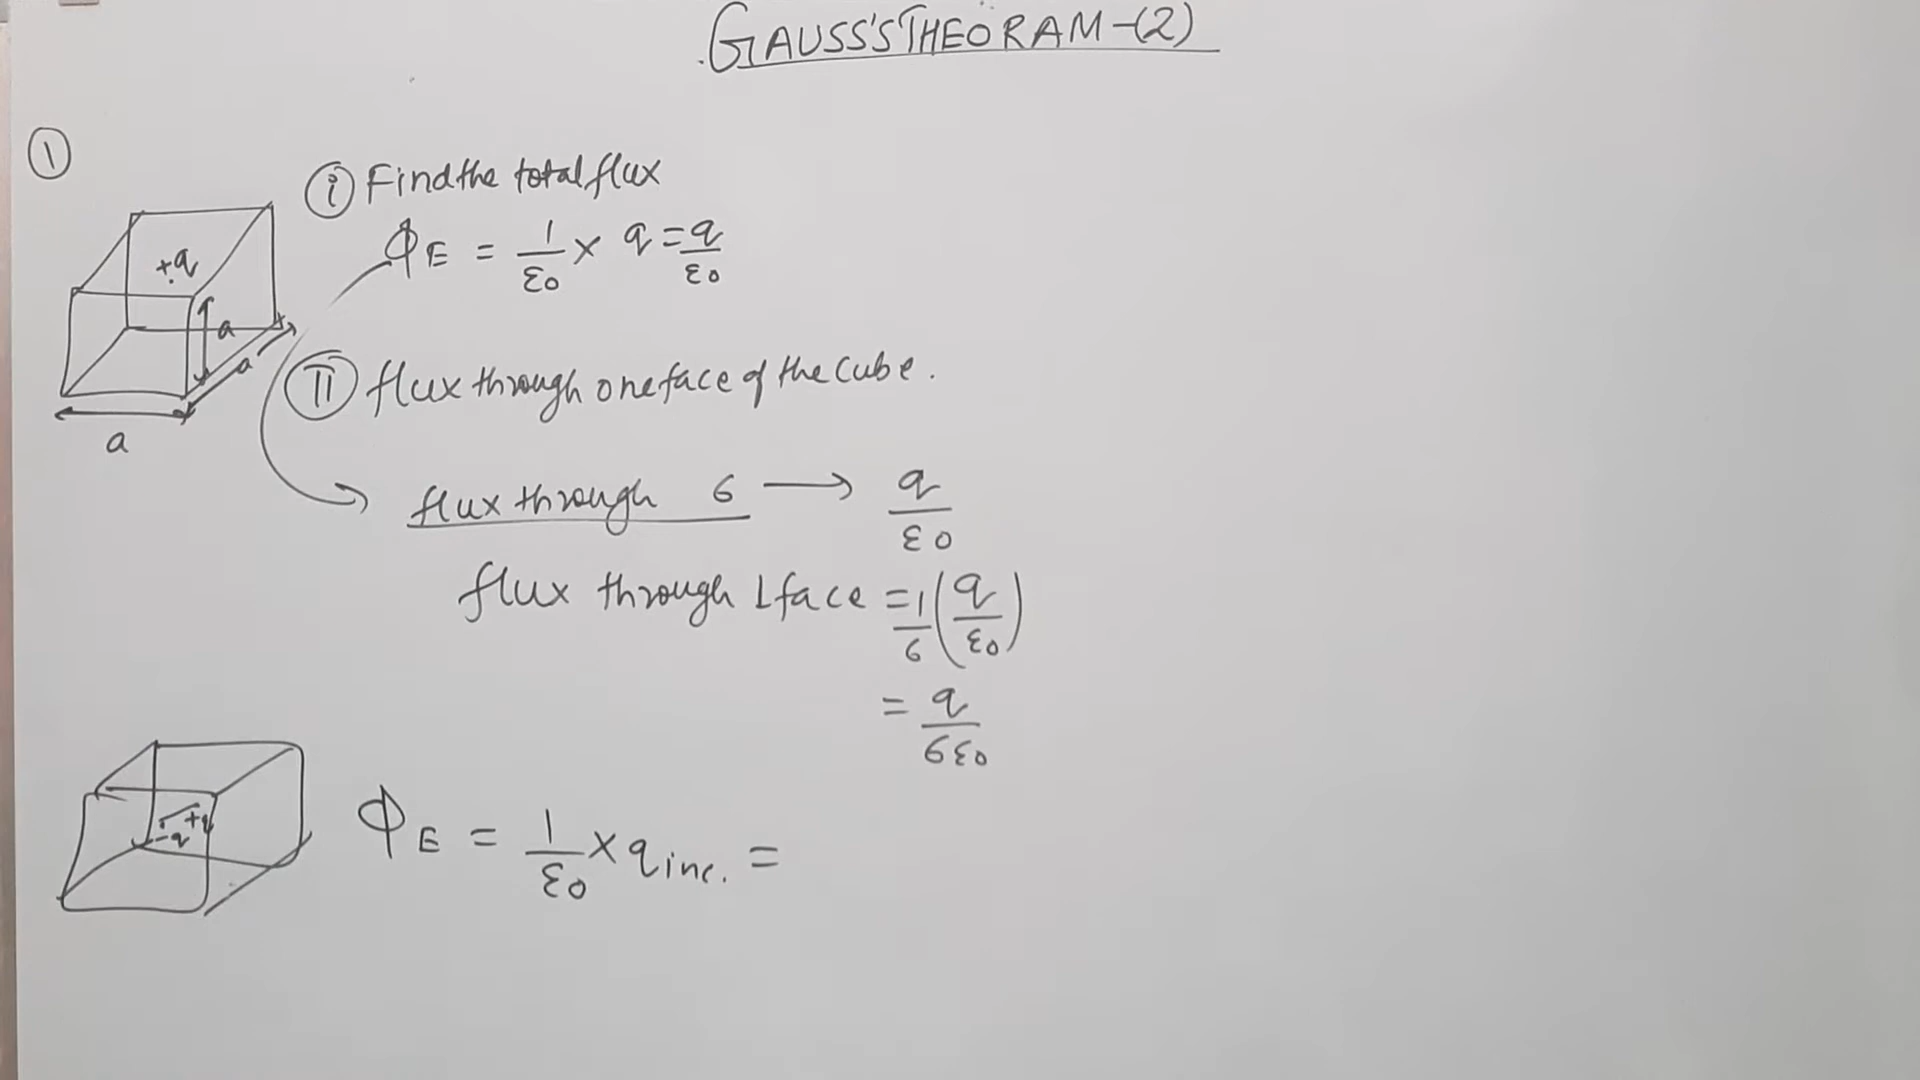 GAUSS'S THEORAM-(2)
①
ⓘ Find the total flux
+q
ΦE = 1/ε0 × q = q/ε0
a
a
a
Ⅱ flux through one face of the cube.
flux through 6 → q/ε0
flux through 1 face = 1/6 (q/ε0)
= q/6ε0
-q +q
ΦE = 1/ε0 × qinc. =